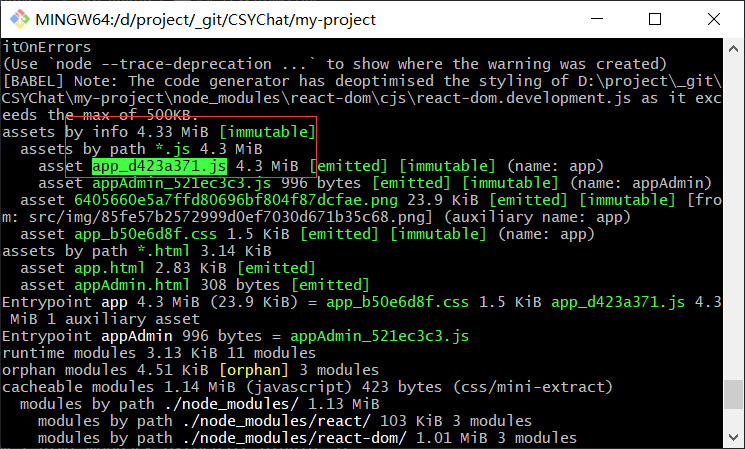 MINGW64:/d/project/_git/CSYChat/my-project
itOnErrors
(Use `node --trace-deprecation ...` to show where the warning was created)
[BABEL] Note: The code generator has deoptimised the styling of D:\project\_git\
CSYChat\my-project\node_modules\react-dom\cjs\react-dom.development.js as it exc
eeds the max of 500KB.
assets by info 4.33 MiB [immutable]
assets by path *.js 4.3 MiB
asset app_d423a371.js 4.3 MiB [emitted] [immutable] (name: app)
asset appAdmin_521ec3c3.js 996 bytes [emitted] [immutable] (name: appAdmin)
asset 6405660e5a7ffd80696bf804f87dcfae.png 23.9 KiB [emitted] [immutable] [fro
m: src/img/85fe57b2572999d0ef7030d671b35c68.png] (auxiliary name: app)
asset app_b50e6d8f.css 1.5 KiB [emitted] [immutable] (name: app)
assets by path *.html 3.14 KiB
asset app.html 2.83 KiB [emitted]
asset appAdmin.html 308 bytes [emitted]
Entrypoint app 4.3 MiB (23.9 KiB) = app_b50e6d8f.css 1.5 KiB app_d423a371.js 4.3
MiB 1 auxiliary asset
Entrypoint appAdmin 996 bytes = appAdmin_521ec3c3.js
runtime modules 3.13 KiB 11 modules
orphan modules 4.51 KiB [orphan] 3 modules
cacheable modules 1.14 MiB (javascript) 423 bytes (css/mini-extract)
modules by path ./node_modules/ 1.13 MiB
modules by path ./node_modules/react/ 103 KiB 3 modules
modules by path ./node_modules/react-dom/ 1.01 MiB 3 modules